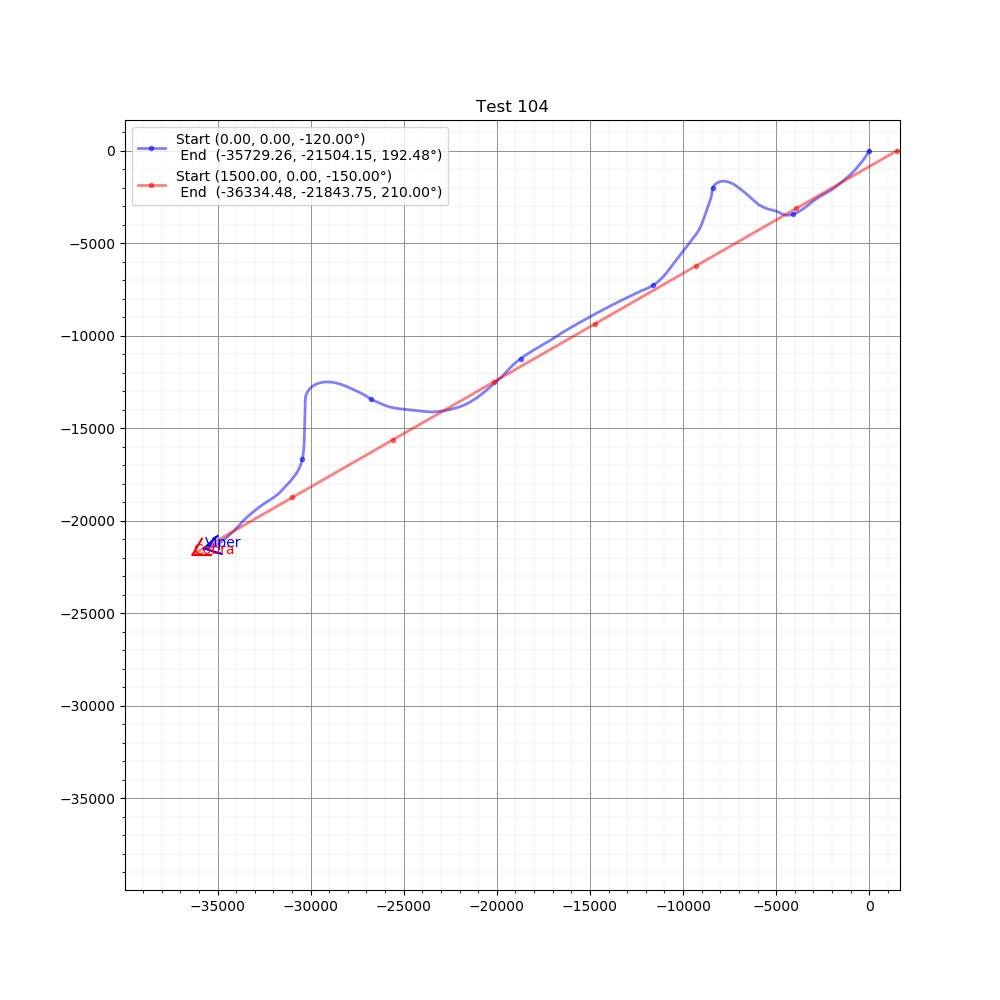 Test 104
Start (0.00, 0.00, -120.00°)
End (-35729.26, -21504.15, 192.48°)
Start (1500.00, 0.00, -150.00°)
End (-36334.48, -21843.75, 210.00°)
0
−5000
−10000
−15000
−20000
−25000
−30000
−35000
Viper
Cobra
−35000 −30000 −25000 −20000 −15000 −10000 −5000 0